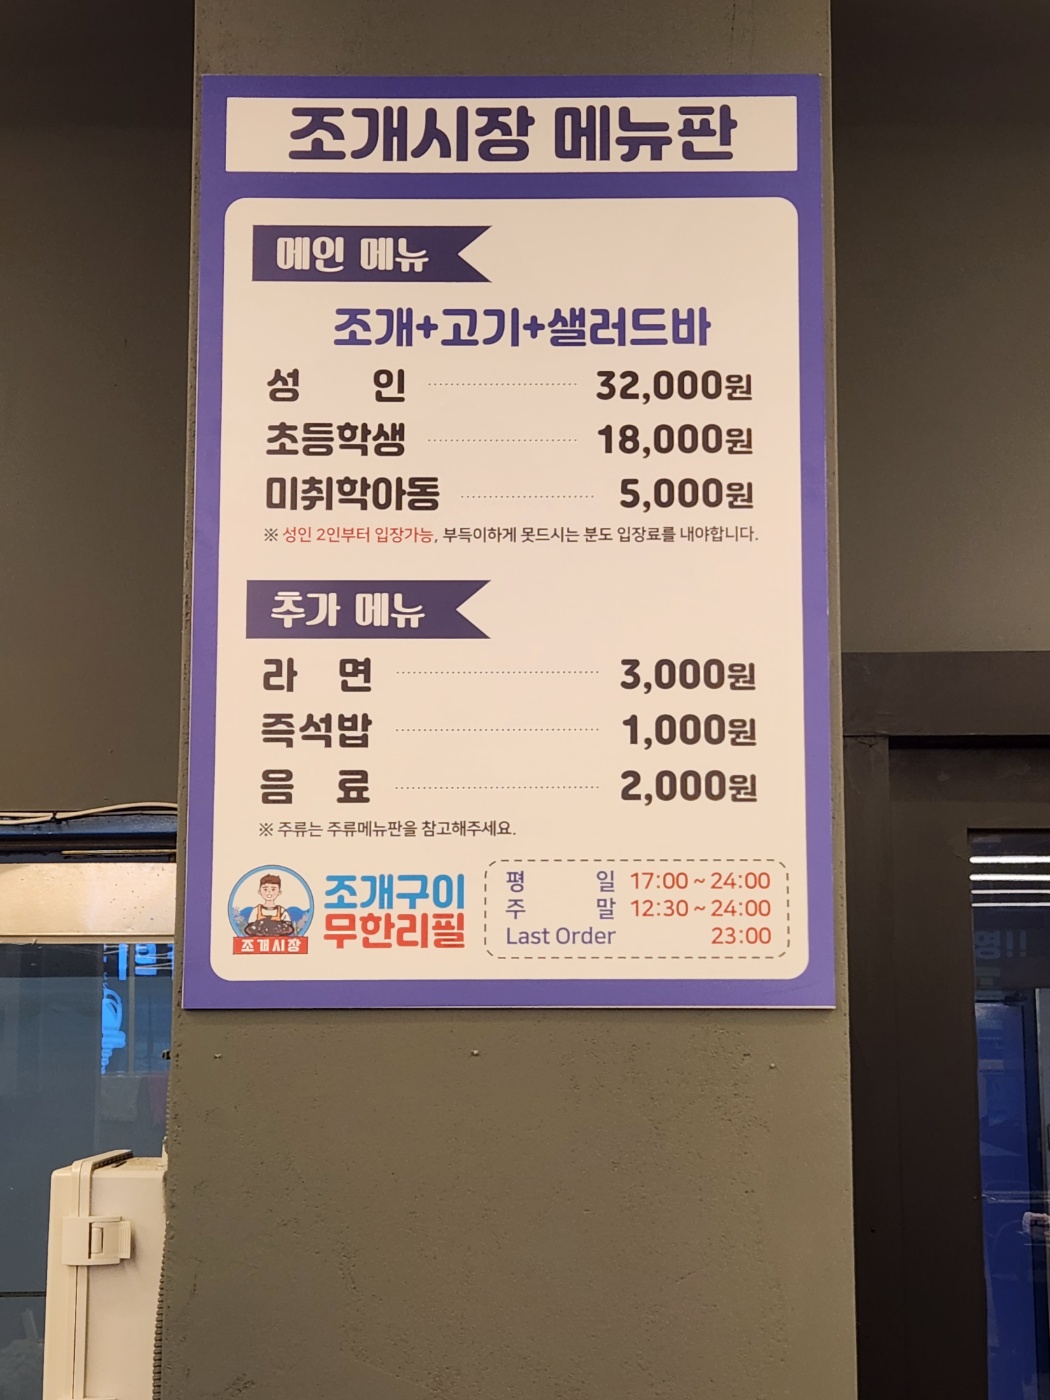 조개시장 메뉴판
메인 메뉴
조개+고기+샐러드바
성 인 32,000원
초등학생 18,000원
미취학아동 5,000원
※ 성인 2인부터 입장가능, 부득이하게 못드시는 분도 입장료를 내야합니다.
추가 메뉴
라 면 3,000원
즉석밥 1,000원
음 료 2,000원
※ 주류는 주류메뉴판을 참고해주세요.
조개시장
조개구이
무한리필
평 일 17:00 ~ 24:00
주 말 12:30 ~ 24:00
Last Order 23:00